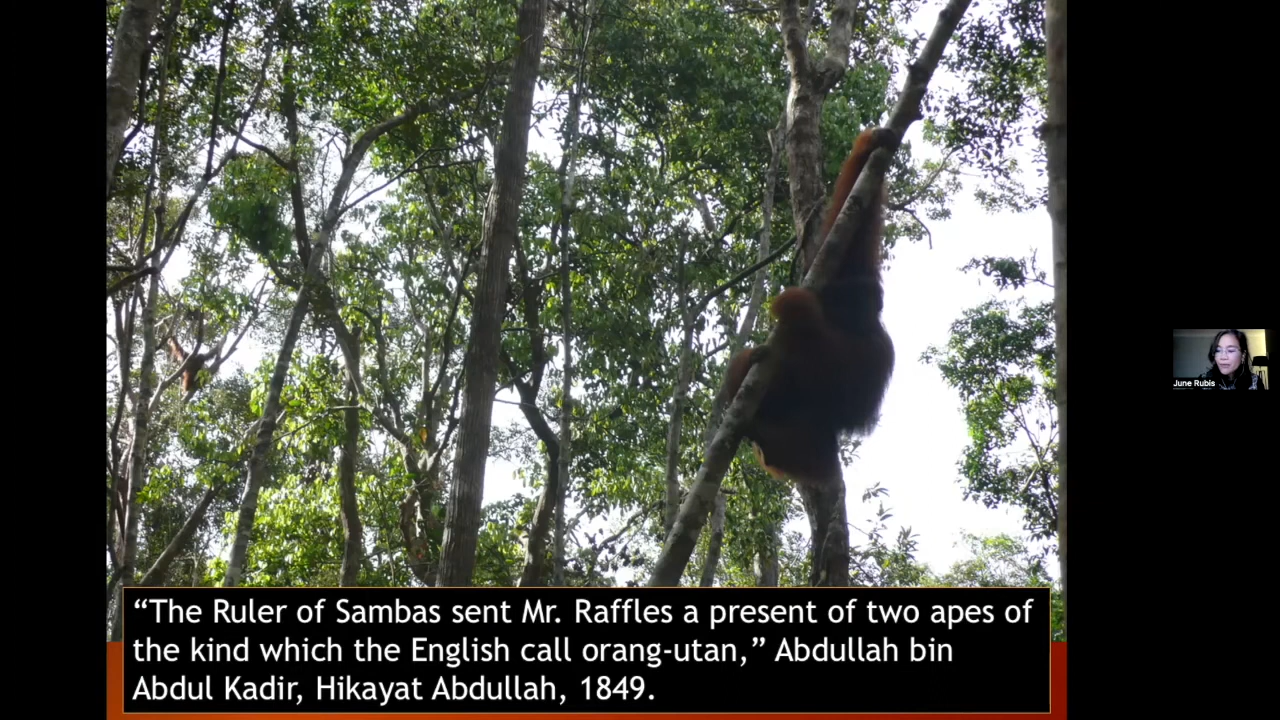 “The Ruler of Sambas sent Mr. Raffles a present of two apes of
the kind which the English call orang-utan,” Abdullah bin
Abdul Kadir, Hikayat Abdullah, 1849.
June Rubis